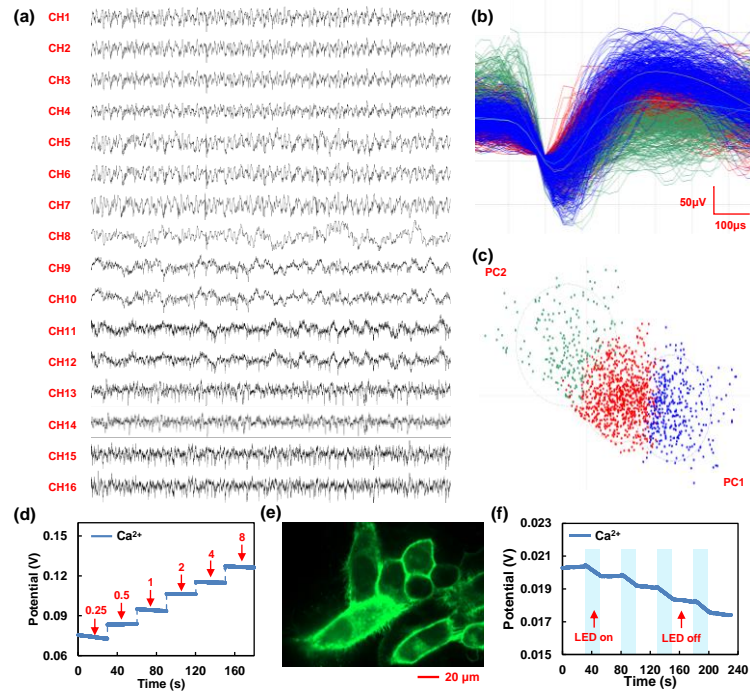 (a)
CH1
CH2
CH3
CH4
CH5
CH6
CH7
CH8
CH9
CH10
CH11
CH12
CH13
CH14
CH15
CH16
(b)
50µV
100µs
(c)
PC2
PC1
(d)
0.15
0.12
0.09
0.06
Potential (V)
Ca²⁺
0.25
0.5
1
2
4
8
0 40 80 120 160
Time (s)
(e)
20 µm
(f)
0.023
0.021
0.019
0.017
0.015
Potential (V)
Ca²⁺
LED on
LED off
0 40 80 120 160 200 240
Time (s)